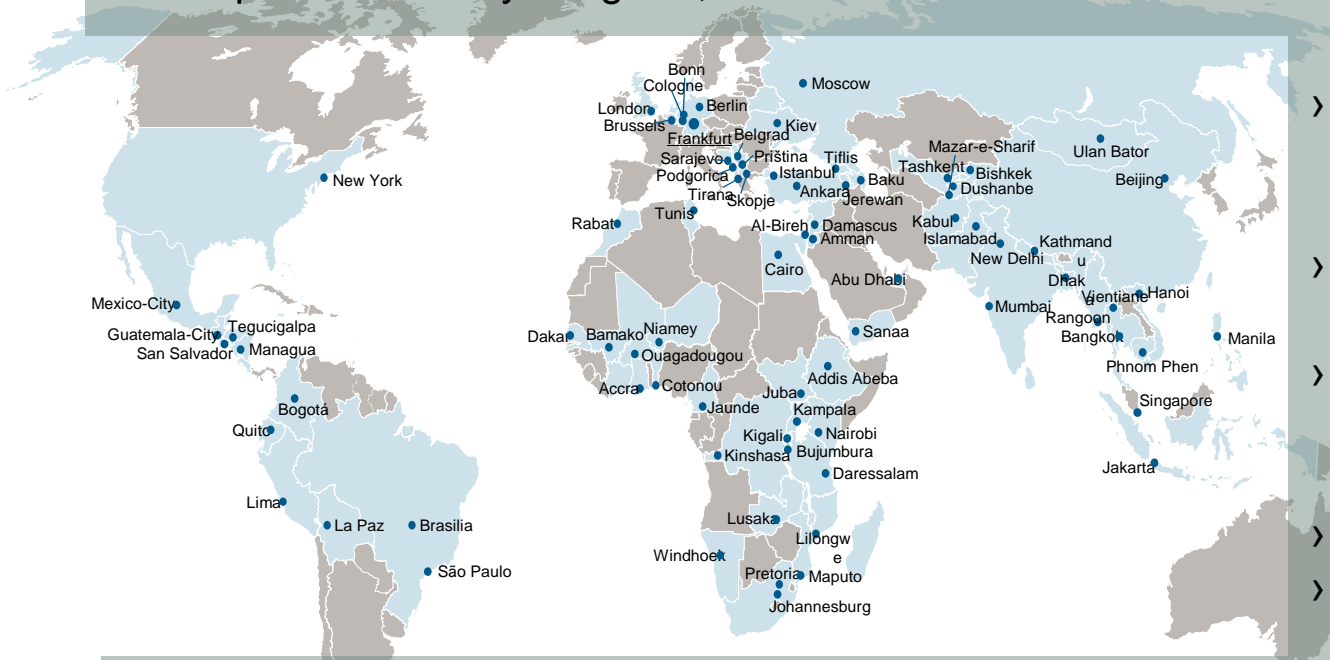 Bonn
Cologne
Moscow
London
Berlin
Brussels
Kiev
Frankfurt
Belgrad
Mazar-e-Sharif
Ulan Bator
Sarajevo
Priština
Tiflis
Tashkent
Bishkek
Podgorica
Istanbul
Baku
Dushanbe
Beijing
New York
Tirana
Skopje
Ankara
Jerewan
Rabat
Tunis
Al-Bireh
Damascus
Kabul
Amman
Islamabad
Kathmand
u
Cairo
New Delhi
Abu Dhabi
Dhak
a
Vientiane
Hanoi
Mexico-City
Mumbai
Rangoon
Guatemala-City
Tegucigalpa
Dakar
Bamako
Niamey
Sanaa
Bangkok
Manila
San Salvador
Managua
Ouagadougou
Phnom Phen
Accra
Cotonou
Addis Abeba
Juba
Singapore
Bogotá
Jaunde
Kampala
Quito
Kigali
Nairobi
Kinshasa
Bujumbura
Jakarta
Daressalam
Lima
La Paz
Brasilia
Lusaka
Lilongw
e
Windhoek
São Paulo
Pretoria
Maputo
Johannesburg